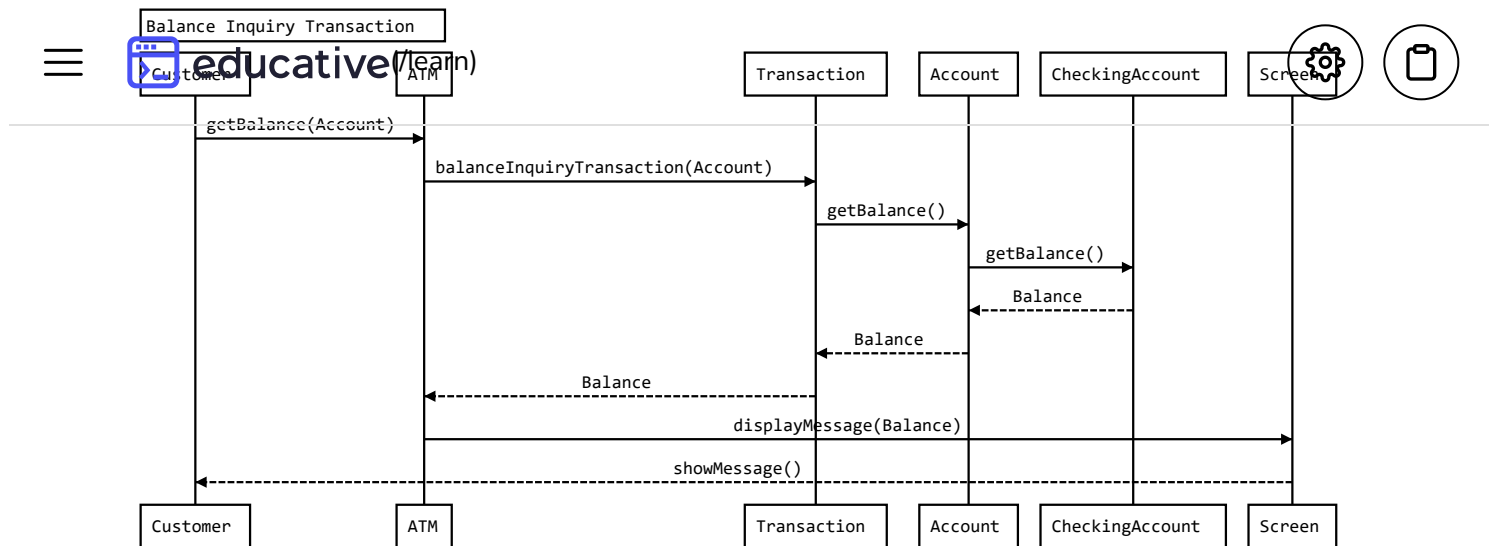 Balance Inquiry Transaction
educative(/learn)
Customer
ATM
Transaction
Account
CheckingAccount
Screen
getBalance(Account)
balanceInquiryTransaction(Account)
getBalance()
getBalance()
Balance
Balance
Balance
displayMessage(Balance)
showMessage()
Customer
ATM
Transaction
Account
CheckingAccount
Screen